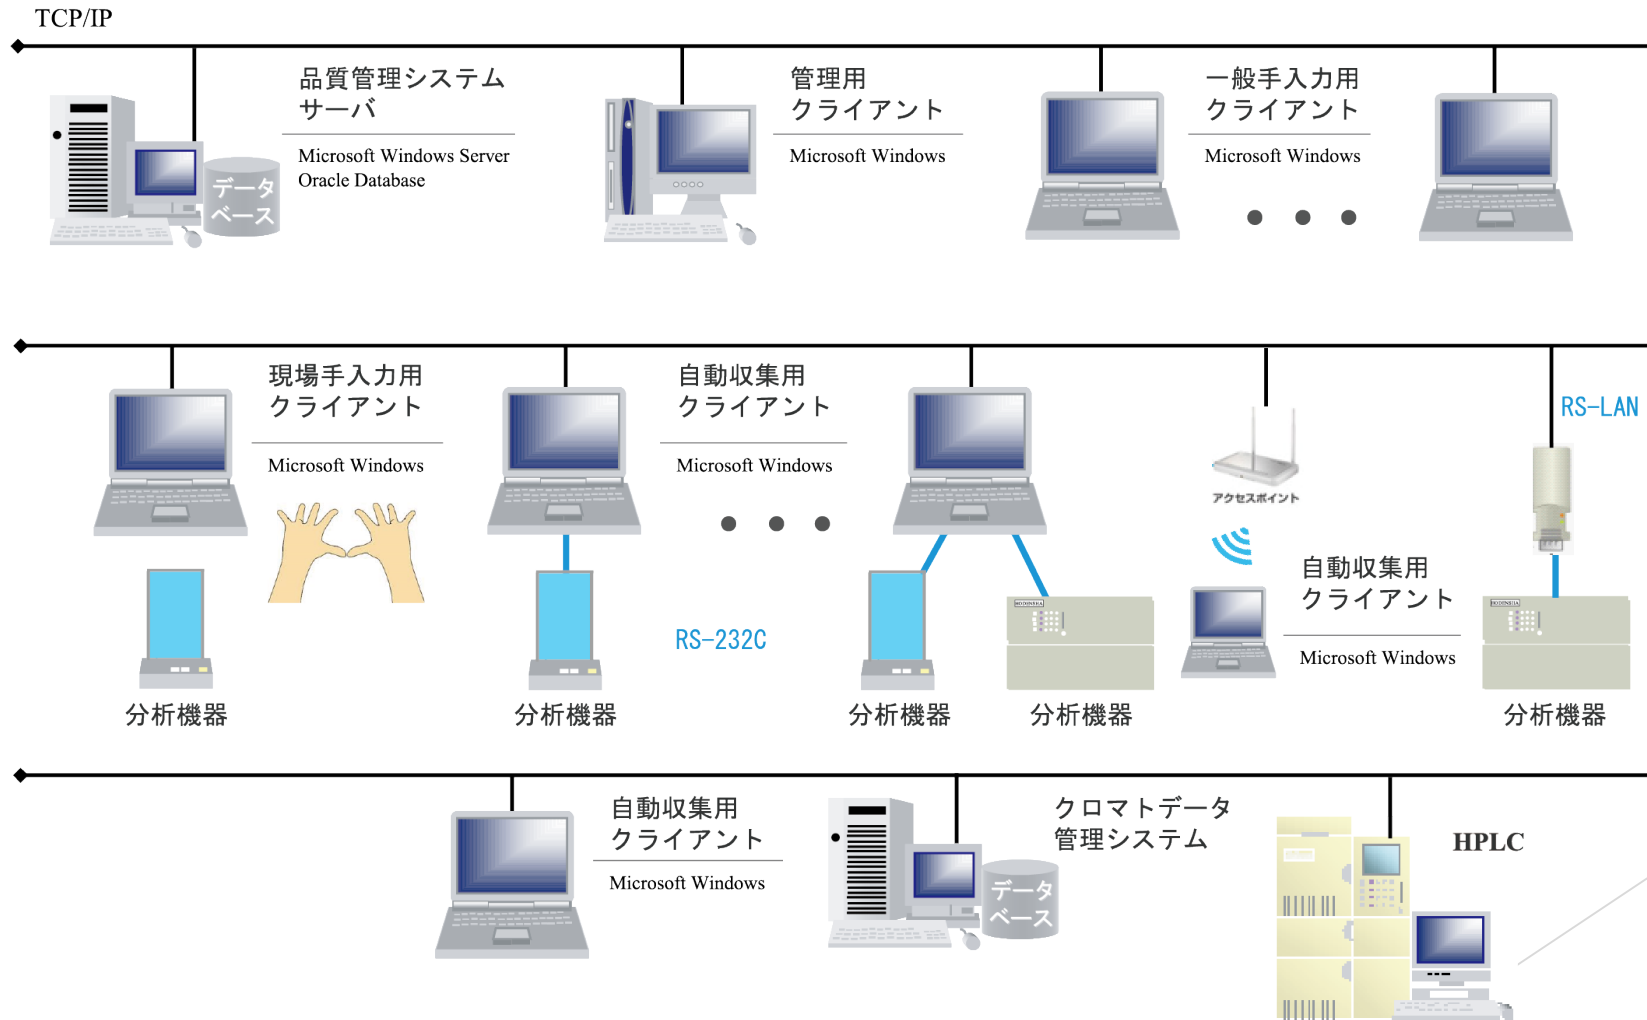 TCP/IP
品質管理システム
サーバ
Microsoft Windows Server
Oracle Database
データ
ベース
管理用
クライアント
Microsoft Windows
一般手入力用
クライアント
Microsoft Windows
現場手入力用
クライアント
Microsoft Windows
自動収集用
クライアント
Microsoft Windows
RS-LAN
アクセスポイント
自動収集用
クライアント
Microsoft Windows
RS-232C
分析機器
分析機器
分析機器
分析機器
分析機器
自動収集用
クライアント
Microsoft Windows
クロマトデータ
管理システム
データ
ベース
HPLC